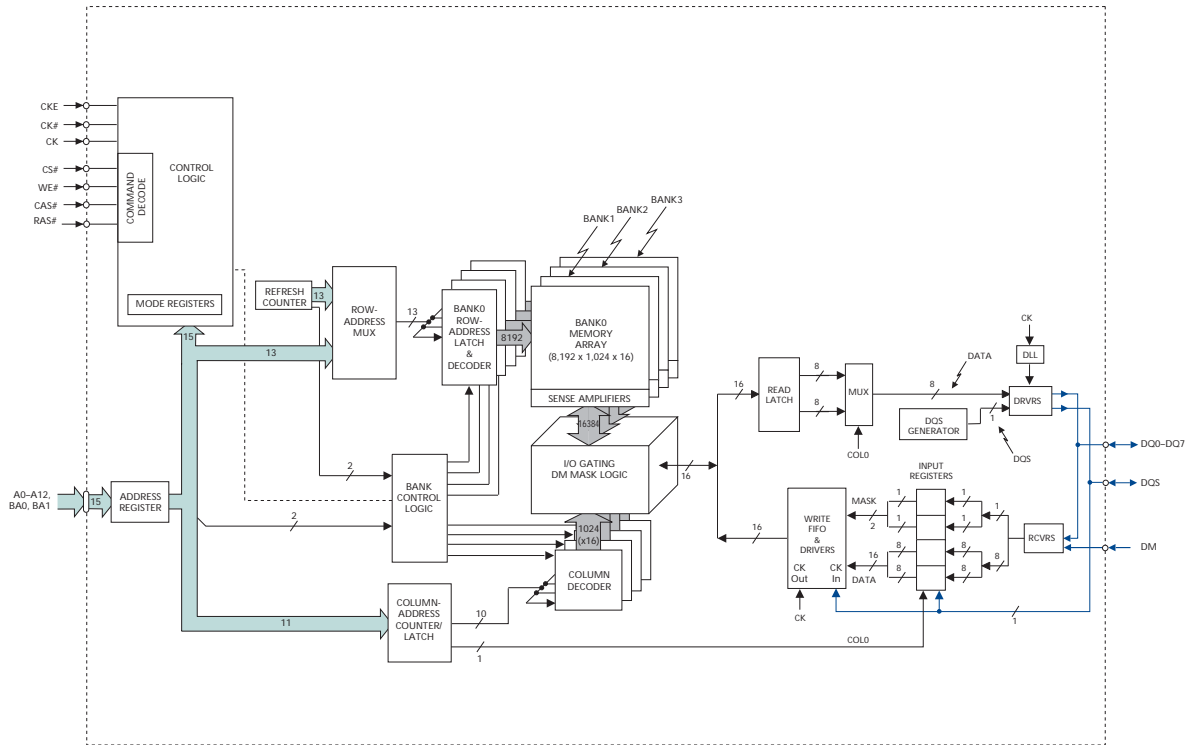 CKE
CK#
CK
CS#
WE#
CAS#
RAS#
COMMAND
DECODE
CONTROL
LOGIC
MODE REGISTERS
15
REFRESH
COUNTER
13
13
ROW-
ADDRESS
MUX
13
BANK0
ROW-
ADDRESS
LATCH
&
DECODER
8192
BANK1
BANK2
BANK3
BANK0
MEMORY
ARRAY
(8,192 x 1,024 x 16)
SENSE AMPLIFIERS
16384
I/O GATING
DM MASK LOGIC
16
1024
(x16)
COLUMN
DECODER
A0–A12,
BA0, BA1
15
ADDRESS
REGISTER
2
2
BANK
CONTROL
LOGIC
11
COLUMN-
ADDRESS
COUNTER/
LATCH
10
1
COL0
16
READ
LATCH
8
8
MUX
COL0
8
DATA
CK
DLL
DRVRS
DQS
GENERATOR
1
DQS
DQ0–DQ7
DQS
DM
INPUT
REGISTERS
16
WRITE
FIFO
&
DRIVERS
CK
Out
CK
In
CK
MASK
2
16
DATA
1
1
8
8
1
1
8
8
1
8
RCVRS
1